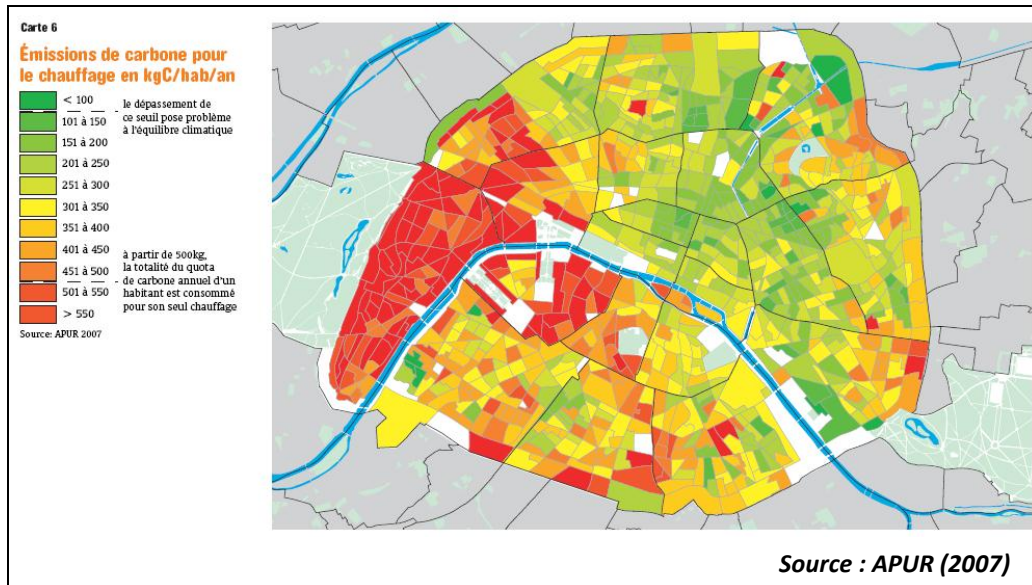 Carte 6
Émissions de carbone pour
le chauffage en kgC/hab/an
< 100
101 à 150
151 à 200
201 à 250
251 à 300
301 à 350
351 à 400
401 à 450
451 à 500
501 à 550
> 550
le dépassement de
ce seuil pose problème
à l'équilibre climatique
à partir de 500kg,
la totalité du quota
de carbone annuel d'un
habitant est consommé
pour son seul chauffage
Source: APUR 2007
Source : APUR (2007)